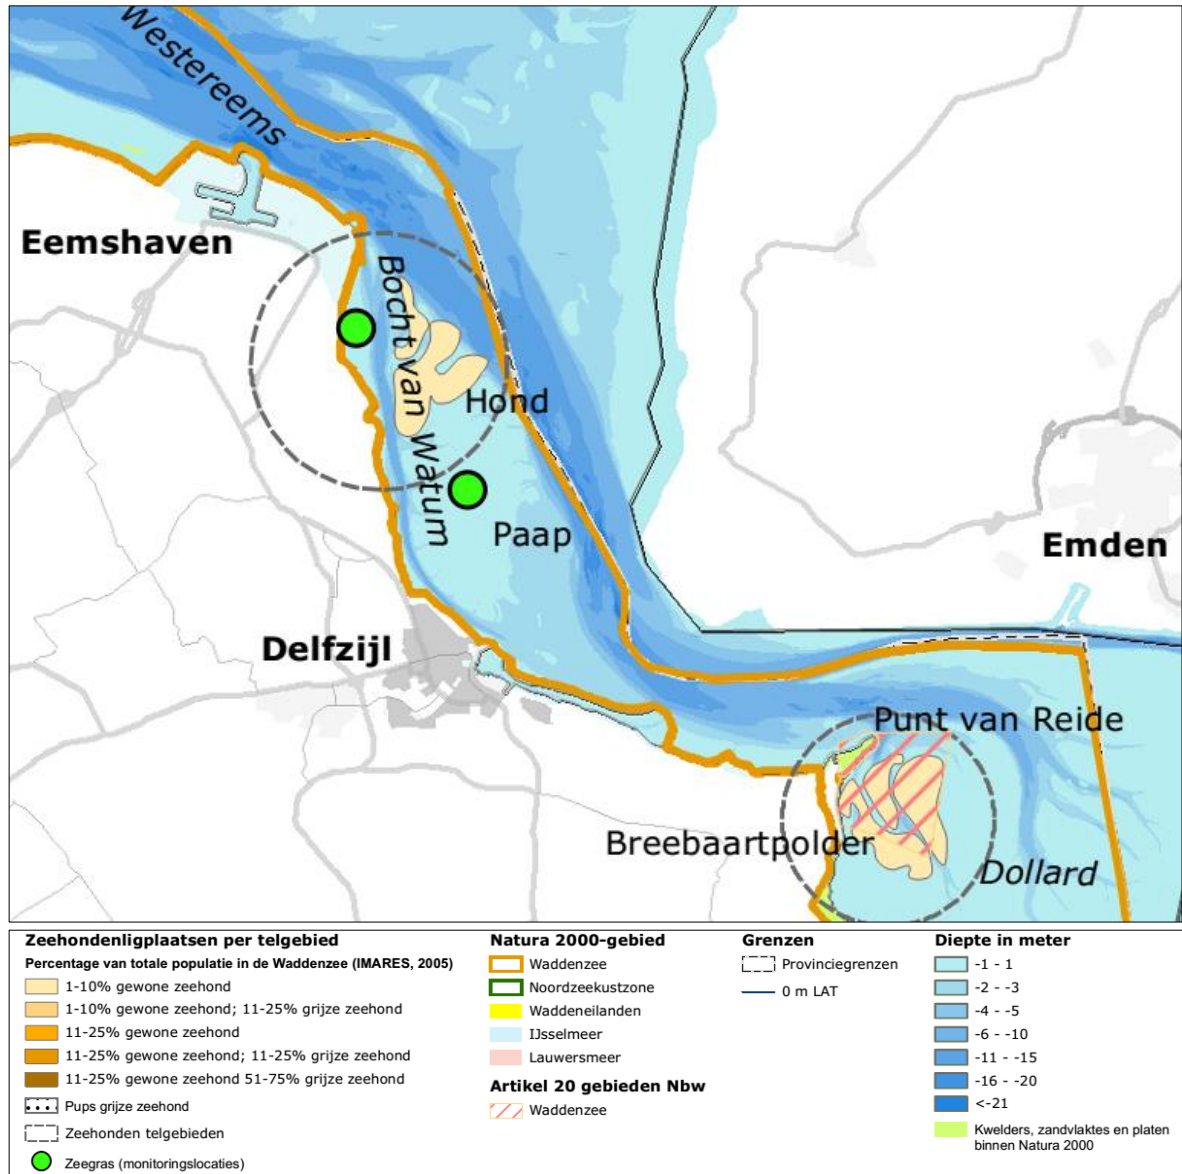 Westereems
Eemshaven
Bocht van Watum
Hond
Paap
Emden
Delfzijl
Punt van Reide
Breebaartpolder
Dollard
Zeehondenligplaatsen per telgebied
Percentage van totale populatie in de Waddenzee (IMARES, 2005)
1-10% gewone zeehond
1-10% gewone zeehond; 11-25% grijze zeehond
11-25% gewone zeehond
11-25% gewone zeehond; 11-25% grijze zeehond
11-25% gewone zeehond 51-75% grijze zeehond
Pups grijze zeehond
Zeehonden telgebieden
Zeegras (monitoringslocaties)
Natura 2000-gebied
Waddenzee
Noordzeekustzone
Waddeneilanden
IJsselmeer
Lauwersmeer
Artikel 20 gebieden Nbw
Waddenzee
Grenzen
Provinciegrenzen
0 m LAT
Diepte in meter
-1 - 1
-2 - -3
-4 - -5
-6 - -10
-11 - -15
-16 - -20
<-21
Kwelders, zandvlaktes en platen
binnen Natura 2000